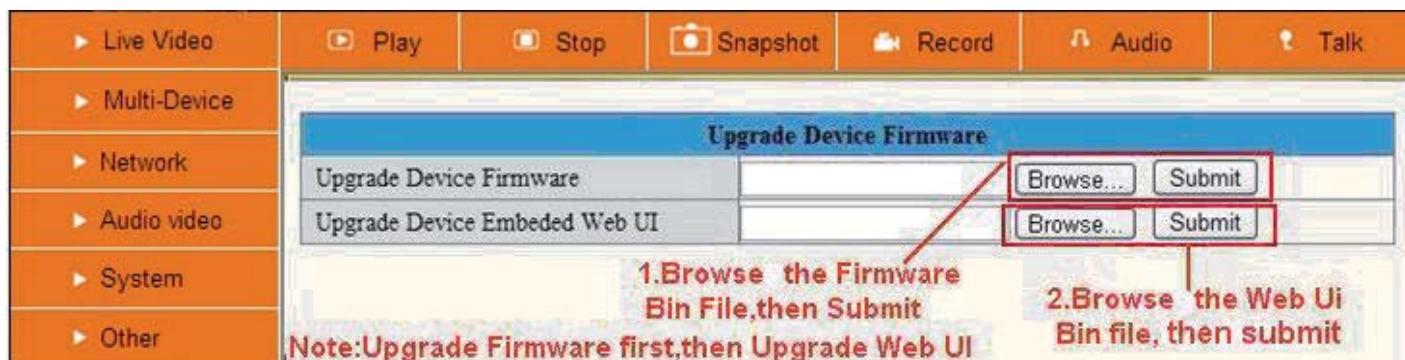 Live Video
Play
Stop
Snapshot
Record
Audio
Talk
Multi-Device
Network
Audio video
System
Other
Upgrade Device Firmware
Upgrade Device Firmware
Browse...
Submit
Upgrade Device Embeded Web UI
Browse...
Submit
1.Browse the Firmware
Bin File,then Submit
2.Browse the Web Ui
Bin file, then submit
Note:Upgrade Firmware first,then Upgrade Web UI